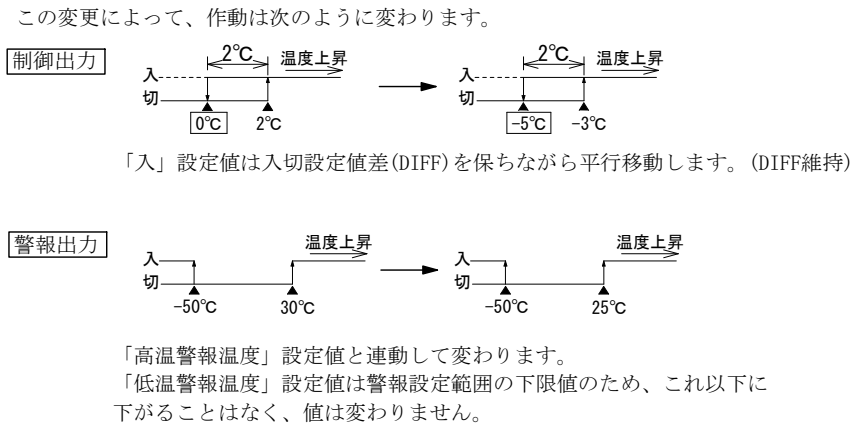 この変更によって、作動は次のように変わります。
制御出力
2℃ 温度上昇 2℃ 温度上昇
入 入
切 切
0℃ 2℃ -5℃ -3℃
「入」設定値は入切設定値差(DIFF)を保ちながら平行移動します。(DIFF維持)
警報出力
温度上昇 温度上昇
入 入
切 切
-50℃ 30℃ -50℃ 25℃
「高温警報温度」設定値と連動して変わります。
「低温警報温度」設定値は警報設定範囲の下限値のため、これ以下に
下がることはなく、値は変わりません。